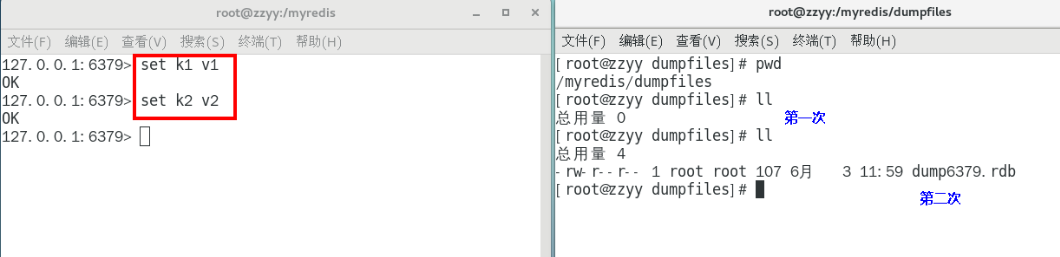 root@zzyy:/myredis
文件(F) 编辑(E) 查看(V) 搜索(S) 终端(T) 帮助(H)
127.0.0.1:6379> set k1 v1
OK
127.0.0.1:6379> set k2 v2
OK
127.0.0.1:6379>
root@zzyy:/myredis/dumpfiles
文件(F) 编辑(E) 查看(V) 搜索(S) 终端(T) 帮助(H)
[root@zzyy dumpfiles]# pwd
/myredis/dumpfiles
[root@zzyy dumpfiles]# ll
总用量 0 第一次
[root@zzyy dumpfiles]# ll
总用量 4
-rw-r--r-- 1 root root 107 6月 3 11:59 dump6379.rdb
[root@zzyy dumpfiles]#
第二次